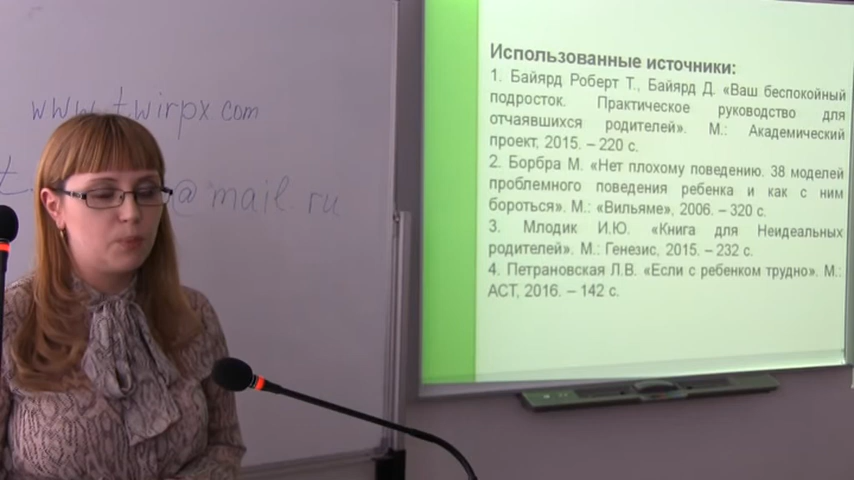 www.twirpx.com
t
@mail.ru
Использованные источники:
1. Байярд Роберт Т., Байярд Д. «Ваш беспокойный
подросток. Практическое руководство для
отчаявшихся родителей». М.: Академический
проект, 2015. – 220 с.
2. Борбра М. «Нет плохому поведению. 38 моделей
проблемного поведения ребенка и как с ним
бороться». М.: «Вильяме», 2006. – 320 с.
3. Млодик И.Ю. «Книга для Неидеальных
родителей». М.: Генезис, 2015. – 232 с.
4. Петрановская Л.В. «Если с ребенком трудно». М.:
АСТ, 2016. – 142 с.